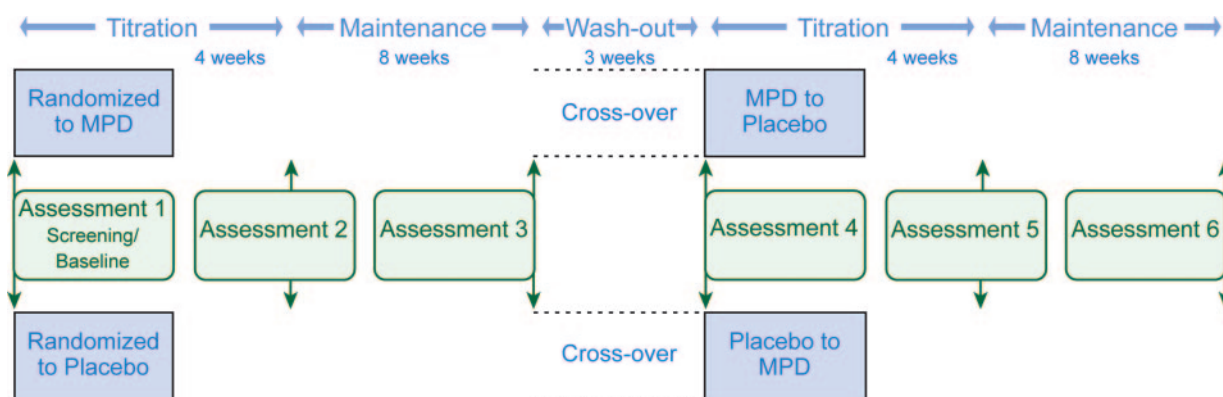 Titration Maintenance Wash-out Titration Maintenance
4 weeks 8 weeks 3 weeks 4 weeks 8 weeks
Randomized
to MPD
Cross-over
MPD to
Placebo
Assessment 1
Screening/
Baseline
Assessment 2
Assessment 3
Assessment 4
Assessment 5
Assessment 6
Randomized
to Placebo
Cross-over
Placebo to
MPD